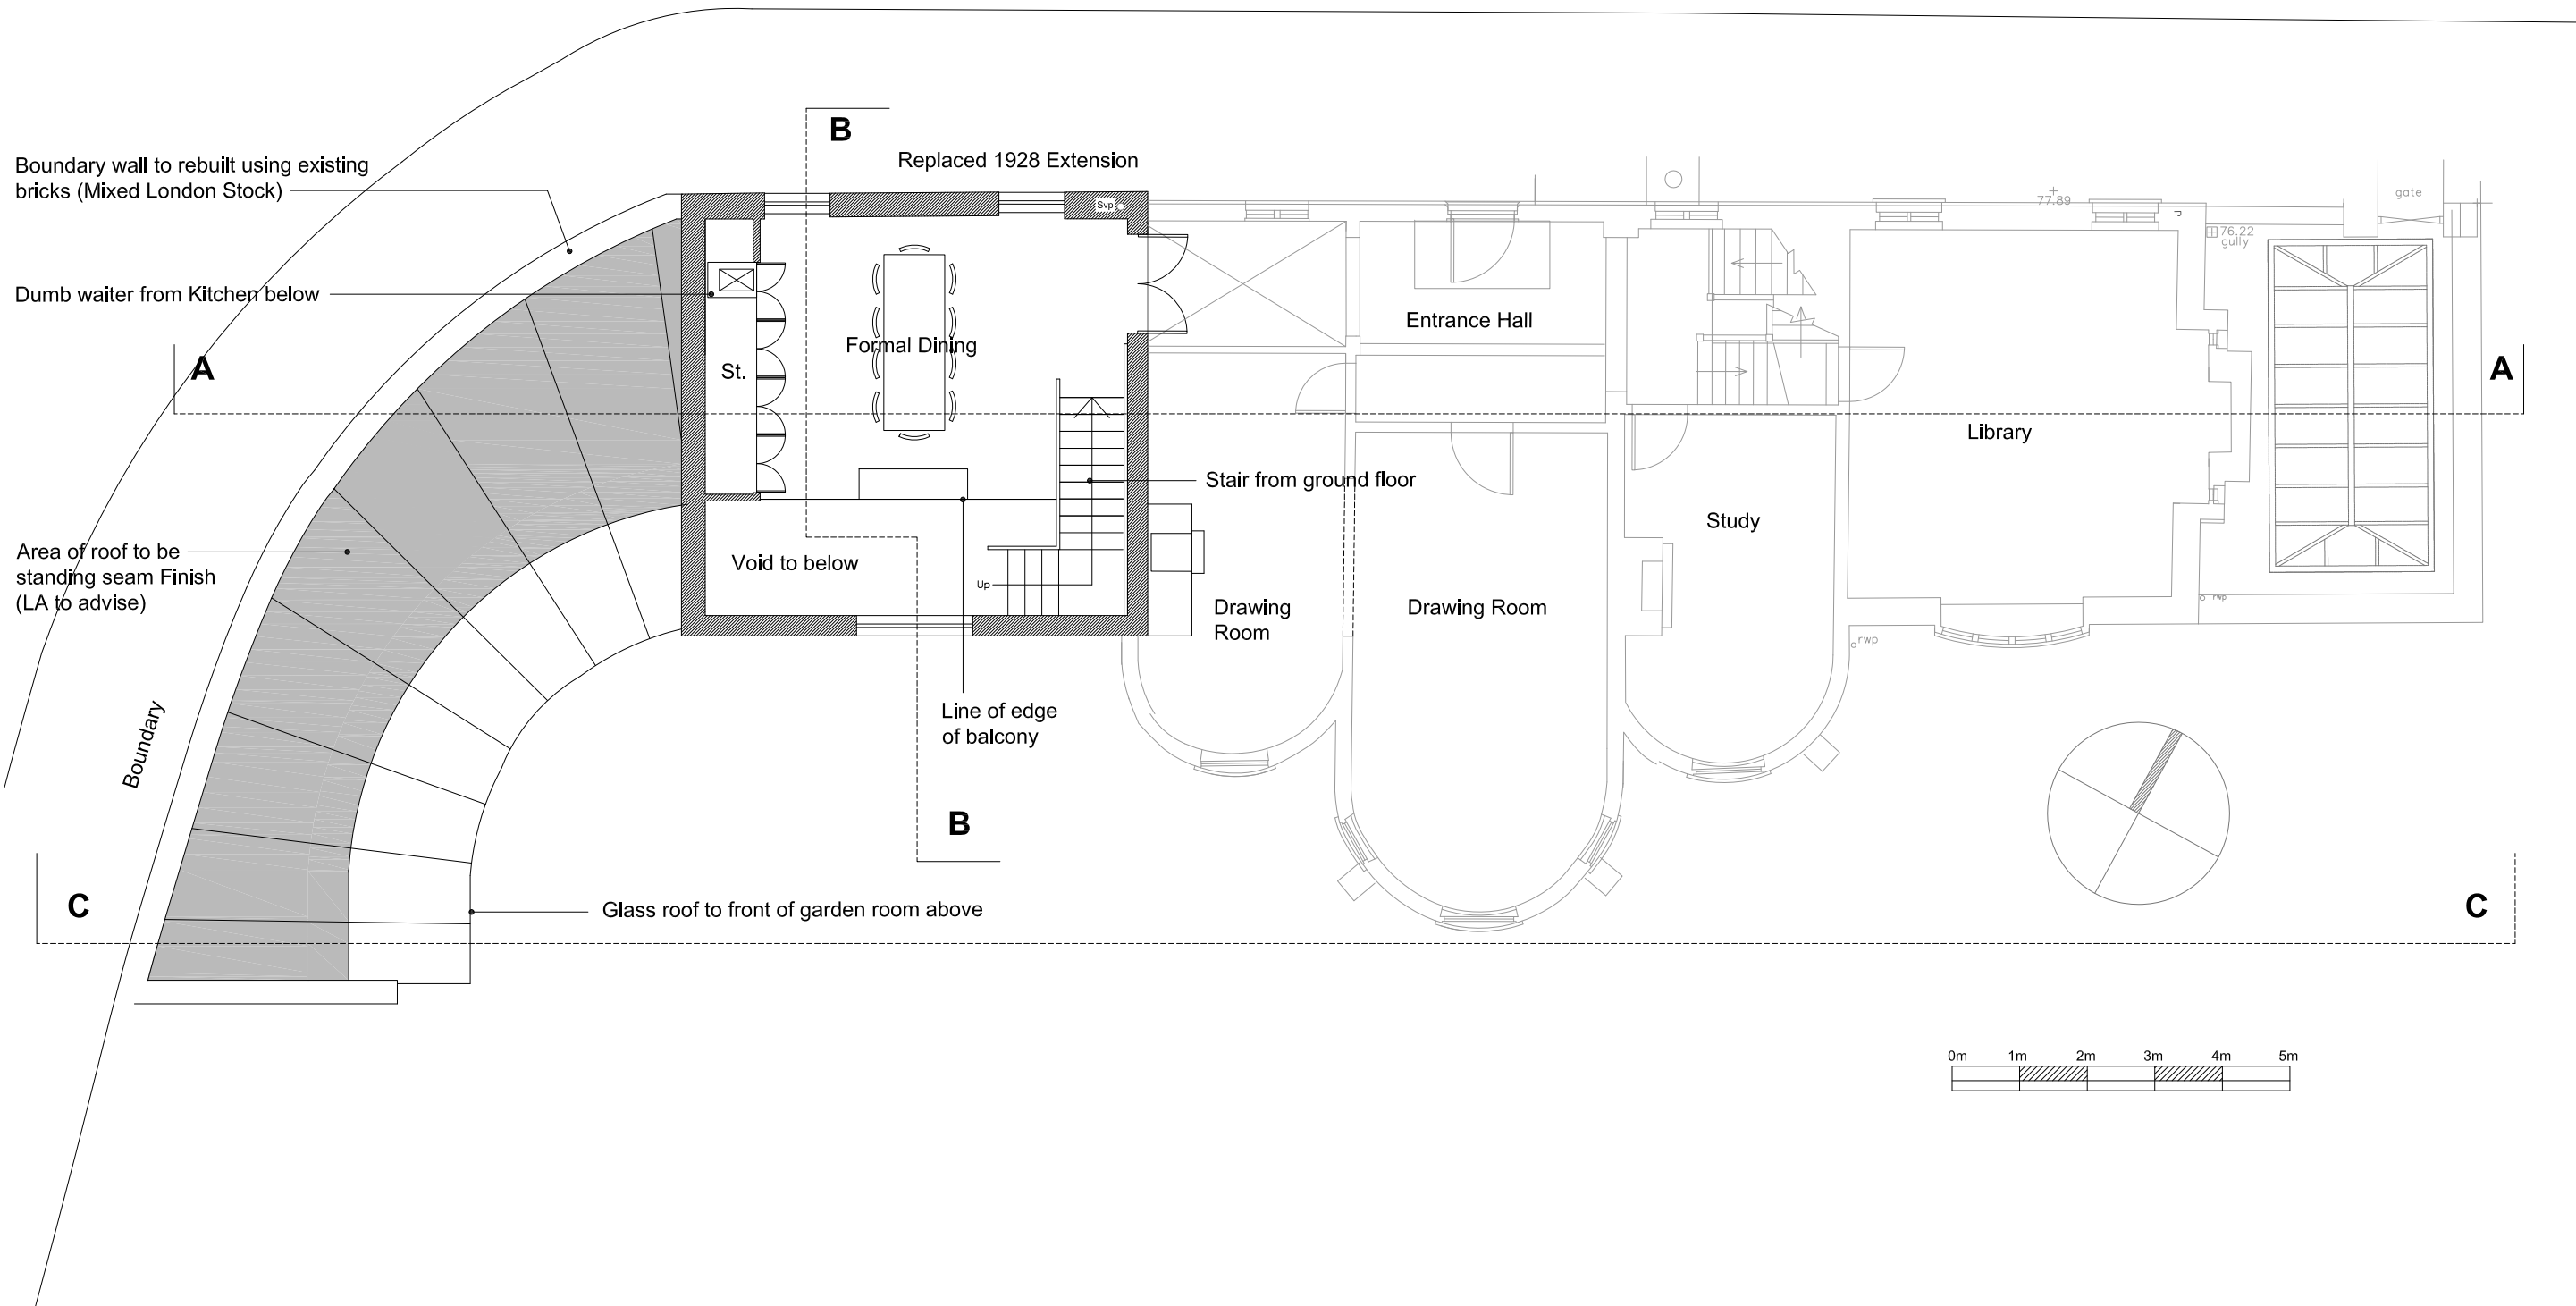 B
Replaced 1928 Extension
Boundary wall to rebuilt using existing
bricks (Mixed London Stock)
Svp
77.89
gate
76.22
gully
Dumb waiter from Kitchen below
Entrance Hall
Formal Dining
A
St.
A
Library
Stair from ground floor
Study
Area of roof to be
standing seam Finish
(LA to advise)
Void to below
Up
Drawing
Room
Drawing Room
rwp
rwp
Boundary
Line of edge
of balcony
B
C
Glass roof to front of garden room above
C
0m 1m 2m 3m 4m 5m